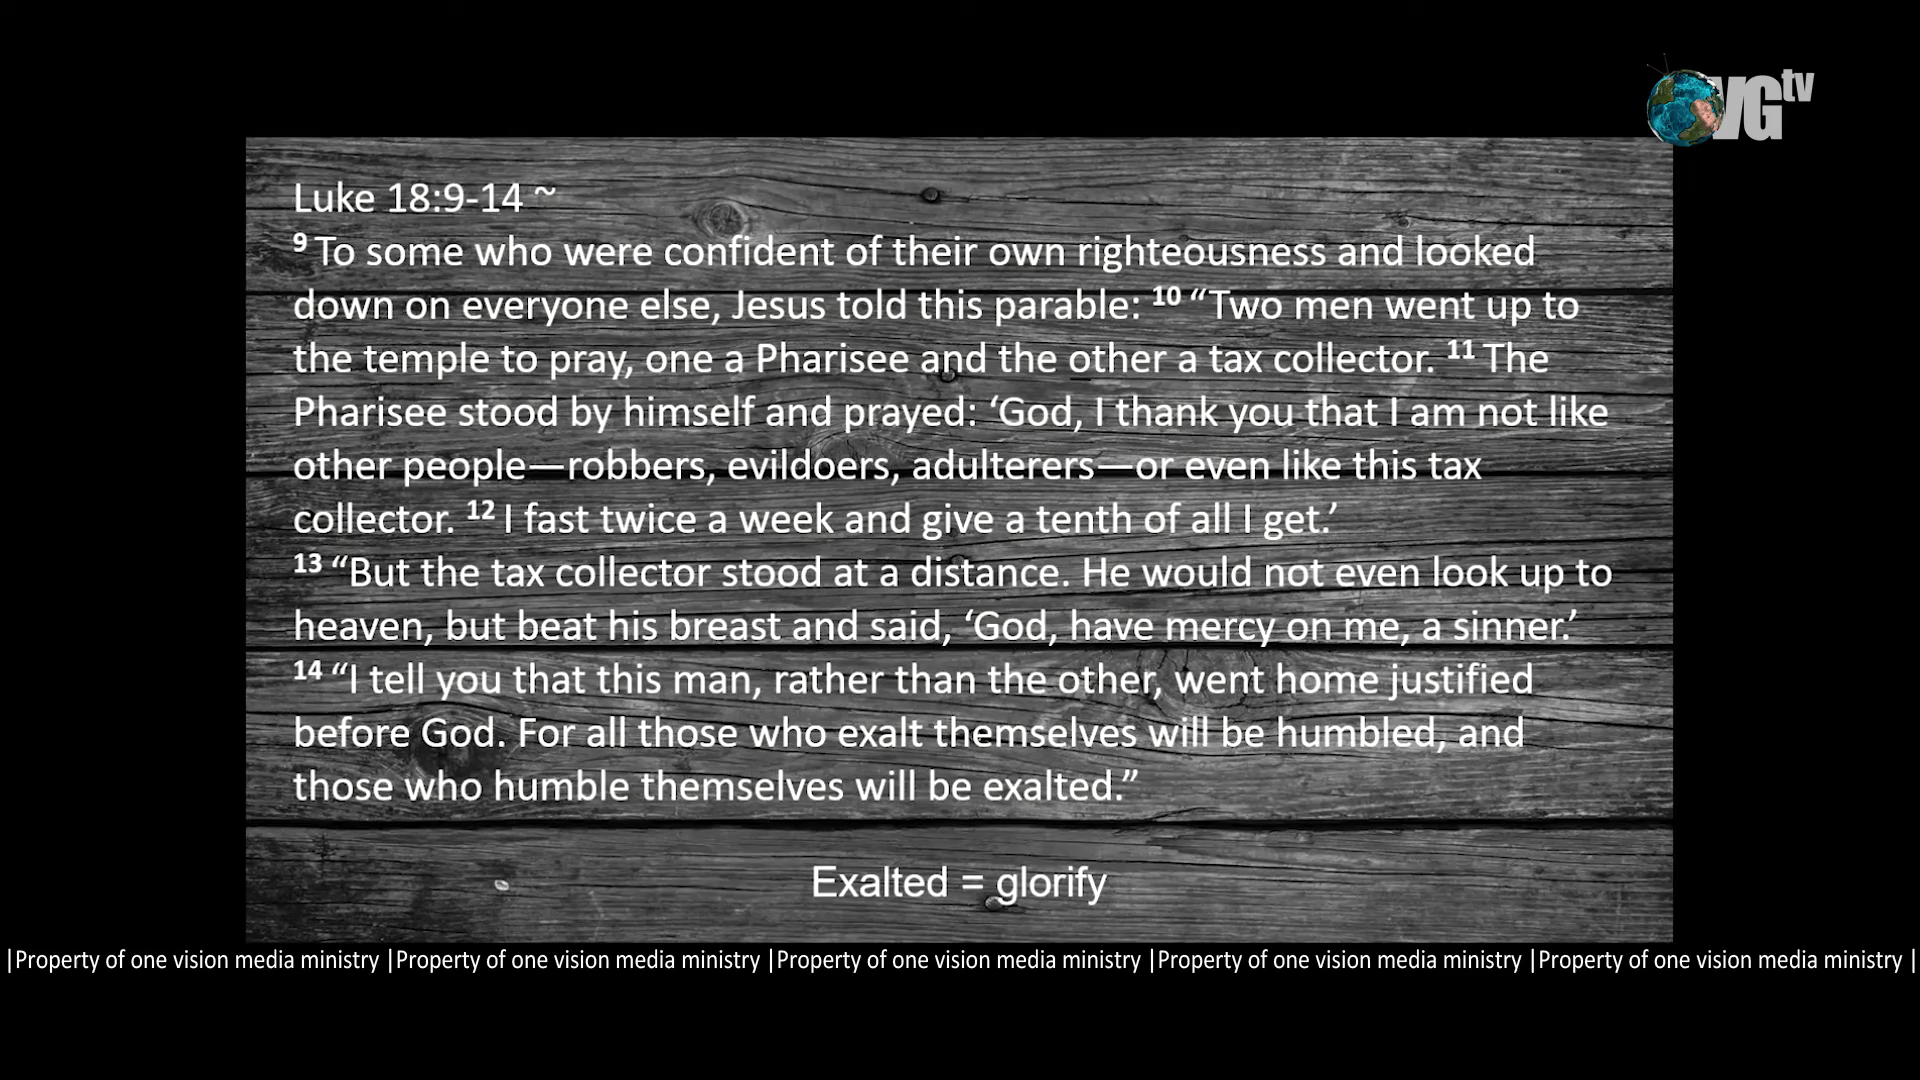 VGtv
Luke 18:9-14 ~
9 To some who were confident of their own righteousness and looked
down on everyone else, Jesus told this parable: 10 “Two men went up to
the temple to pray, one a Pharisee and the other a tax collector. 11 The
Pharisee stood by himself and prayed: ‘God, I thank you that I am not like
other people—robbers, evildoers, adulterers—or even like this tax
collector. 12 I fast twice a week and give a tenth of all I get.’
13 “But the tax collector stood at a distance. He would not even look up to
heaven, but beat his breast and said, ‘God, have mercy on me, a sinner.’
14 “I tell you that this man, rather than the other, went home justified
before God. For all those who exalt themselves will be humbled, and
those who humble themselves will be exalted.”
Exalted = glorify
|Property of one vision media ministry |Property of one vision media ministry |Property of one vision media ministry |Property of one vision media ministry |Property of one vision media ministry |